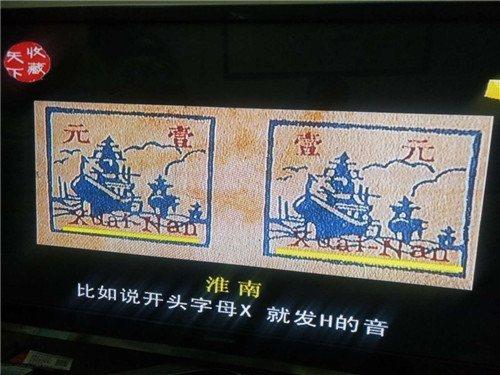 收藏
天下
元 壹
壹 元
Xuai-Nan
Xuai-Nan
淮南
比如说开头字母X 就发H的音